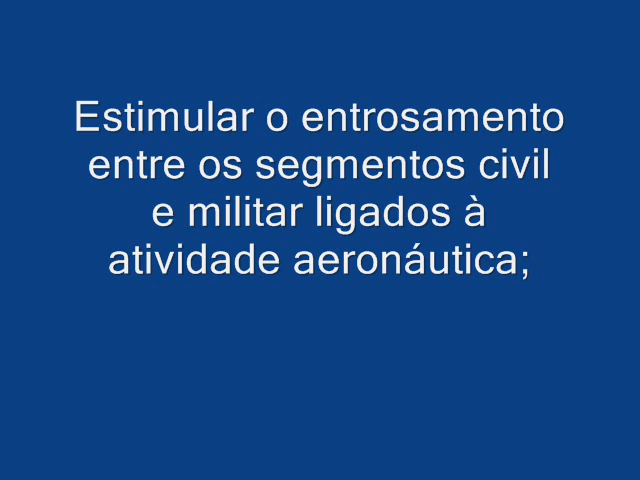 Estimular o entrosamento
entre os segmentos civil
e militar ligados à
atividade aeronáutica;